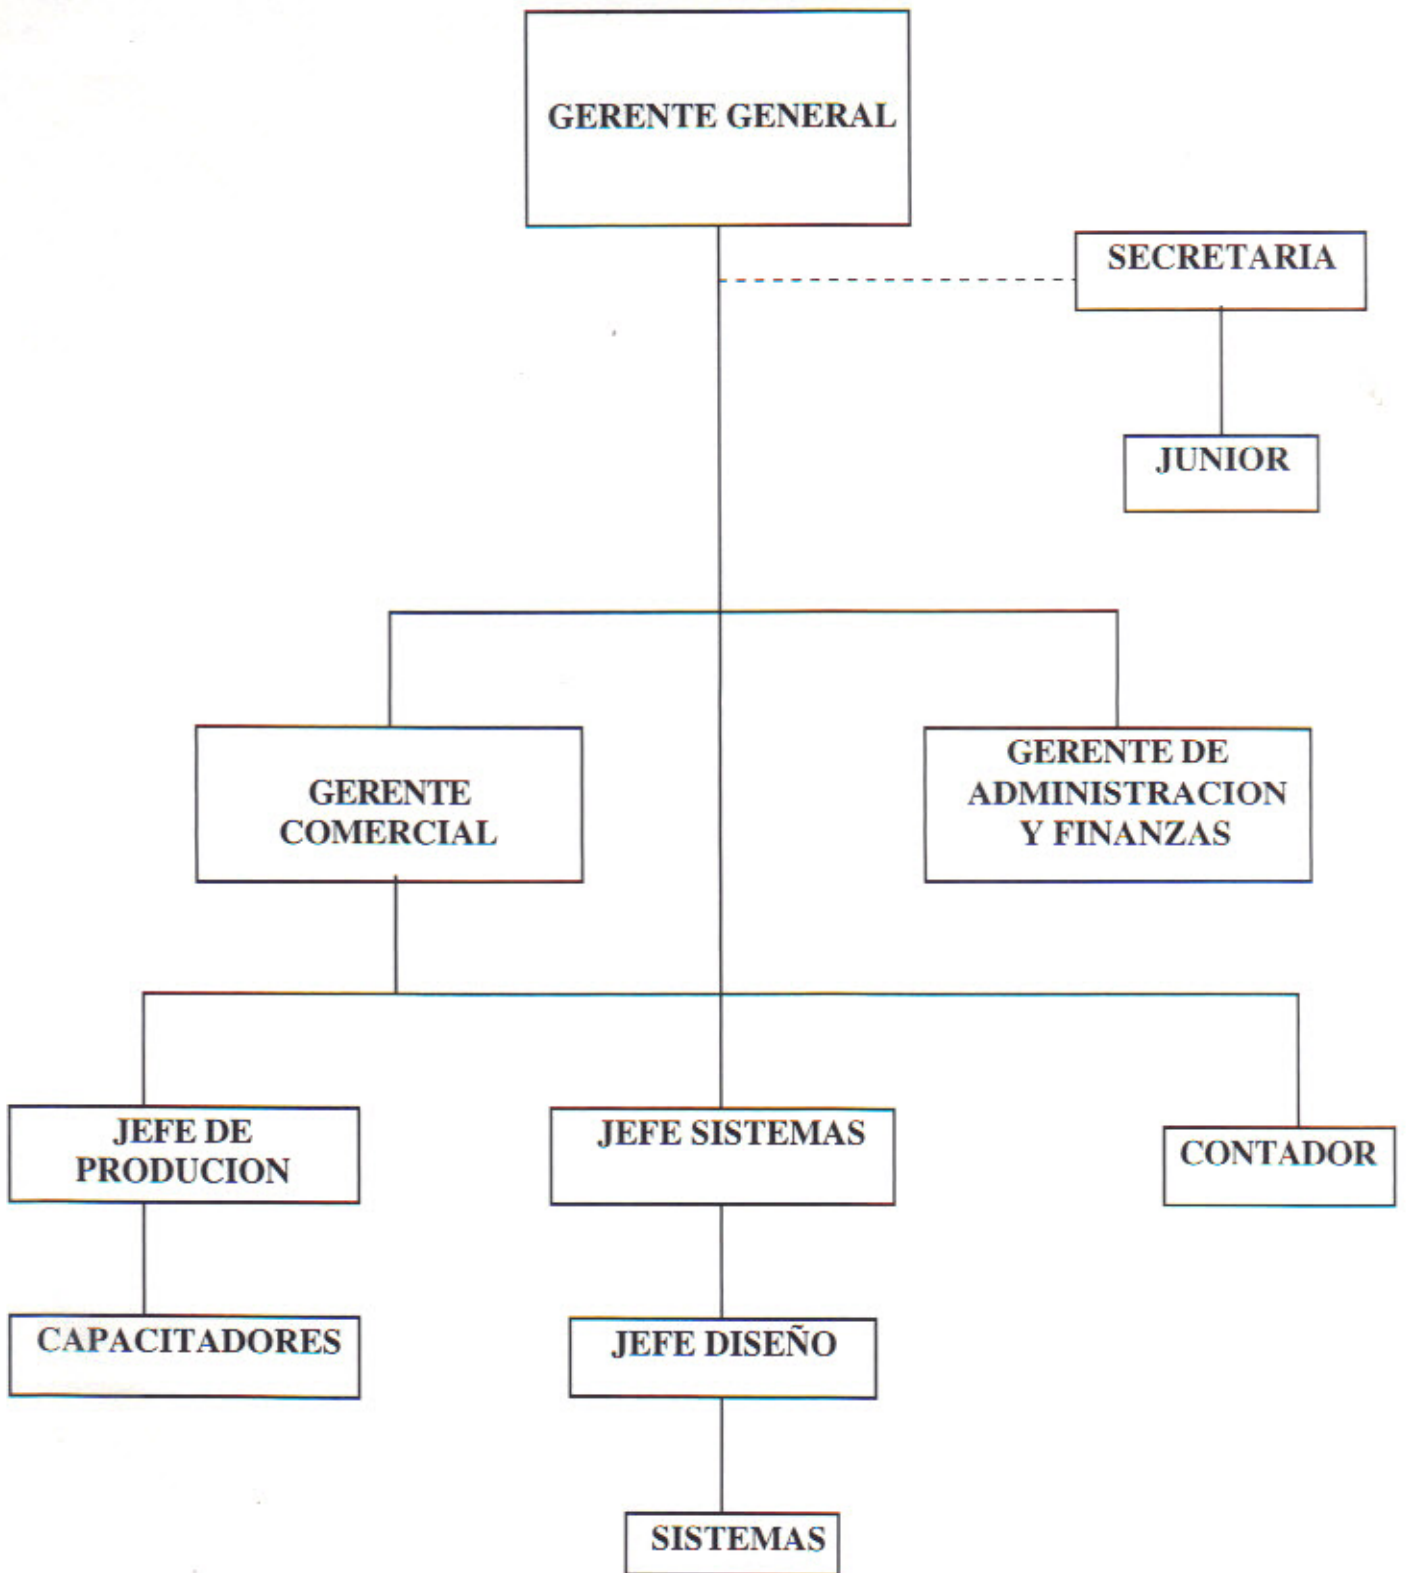 GERENTE GENERAL
SECRETARIA
JUNIOR
GERENTE
COMERCIAL
GERENTE DE
ADMINISTRACION
Y FINANZAS
JEFE DE
PRODUCION
JEFE SISTEMAS
CONTADOR
CAPACITADORES
JEFE DISEÑO
SISTEMAS